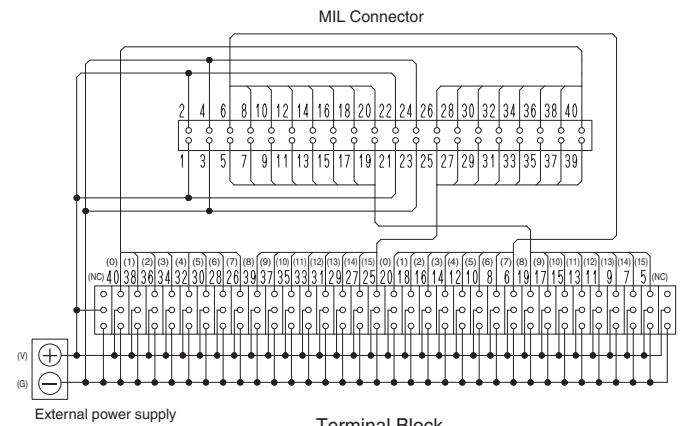 MIL Connector
2 4 6 8 10 12 14 16 18 20 22 24 26 28 30 32 34 36 38 40
1 3 5 7 9 11 13 15 17 19 21 23 25 27 29 31 33 35 37 39
(0) (1) (2) (3) (4) (5) (6) (7) (8) (9) (10) (11) (12) (13) (14) (15) (0) (1) (2) (3) (4) (5) (6) (7) (8) (9) (10) (11) (12) (13) (14) (15)
(NC) 40 38 36 34 32 30 28 26 39 37 35 33 31 29 27 25 20 18 16 14 12 10 8 6 19 17 15 13 11 9 7 5 (NC)
(V)
(G)
External power supply
Terminal Block